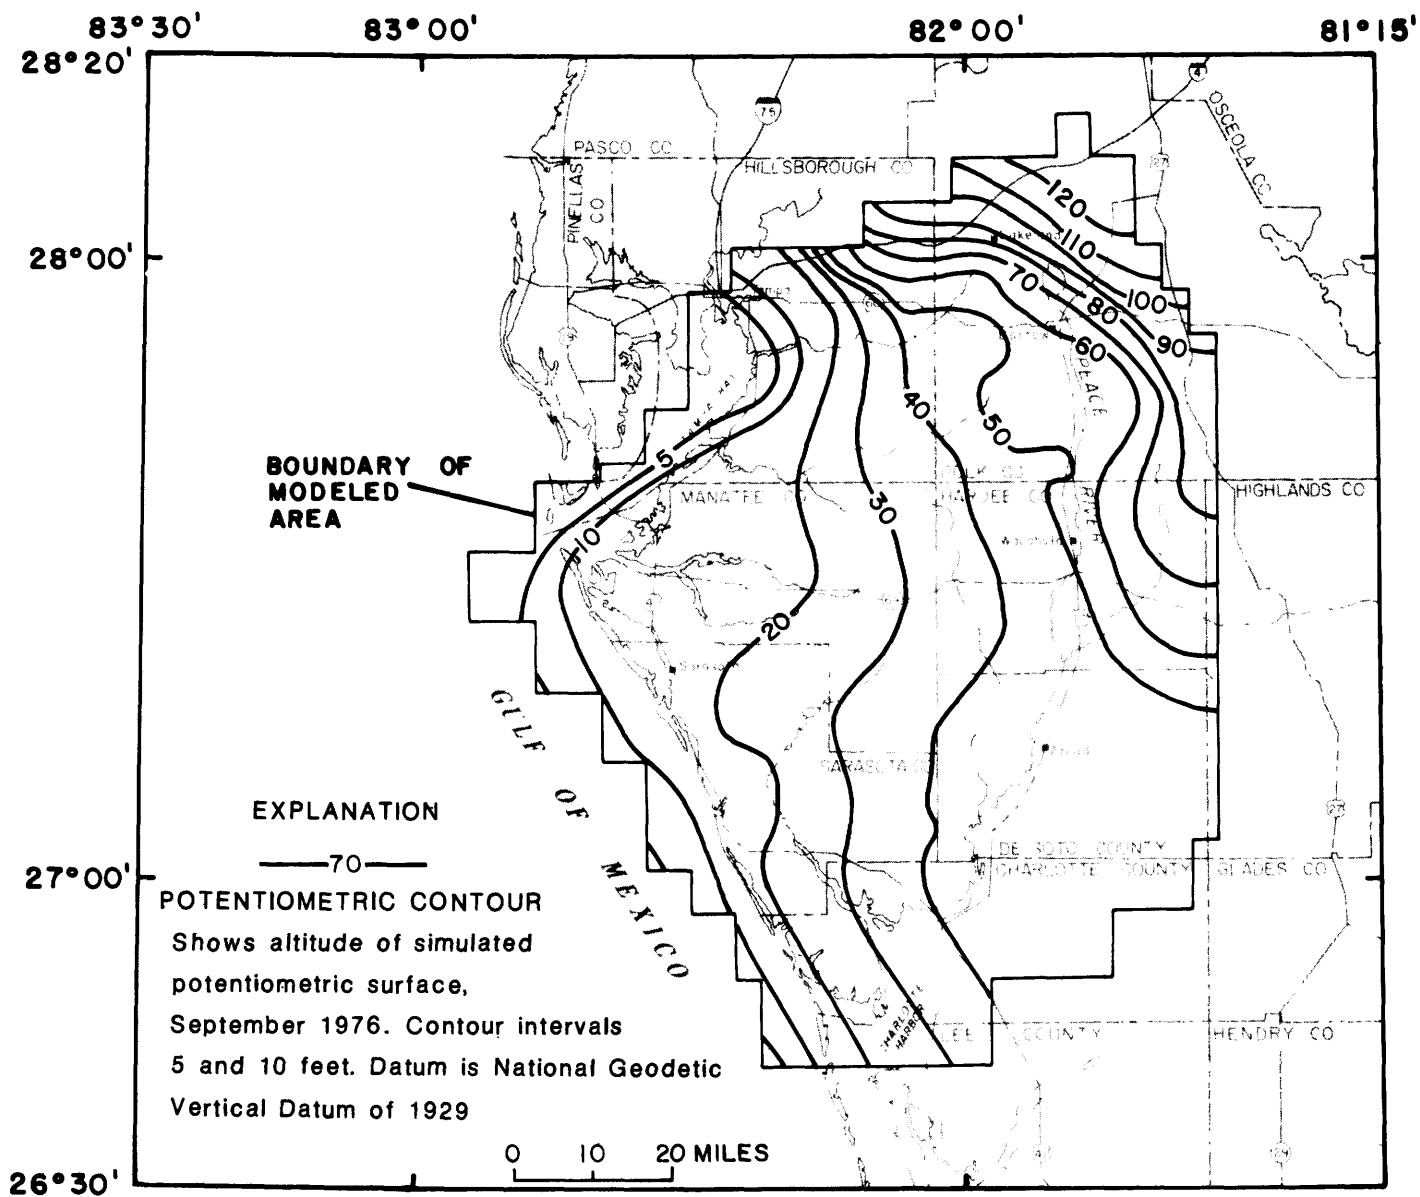 83°30' 83°00' 82°00' 81°15'
28°20'
28°00'
27°00'
26°30'
4
75
OSCEOLA CO.
PASCO CO
HILLSBOROUGH CO
PINELLAS CO
27
120
110
100
90
80
70
60
50
40
30
20
10
5
PEACE
RIVER
BOUNDARY OF
MODELED
AREA
MANATEE CO
POLK CO
HARDEE CO
HIGHLANDS CO
Sarasota
SARASOTA CO
GULF OF MEXICO
DE SOTO COUNTY
CHARLOTTE COUNTY
GLADES CO
27
CHARLOTTE
HARBOR
LEE COUNTY
HENDRY CO
EXPLANATION
70
POTENTIOMETRIC CONTOUR
Shows altitude of simulated
potentiometric surface,
September 1976. Contour intervals
5 and 10 feet. Datum is National Geodetic
Vertical Datum of 1929
0 10 20 MILES